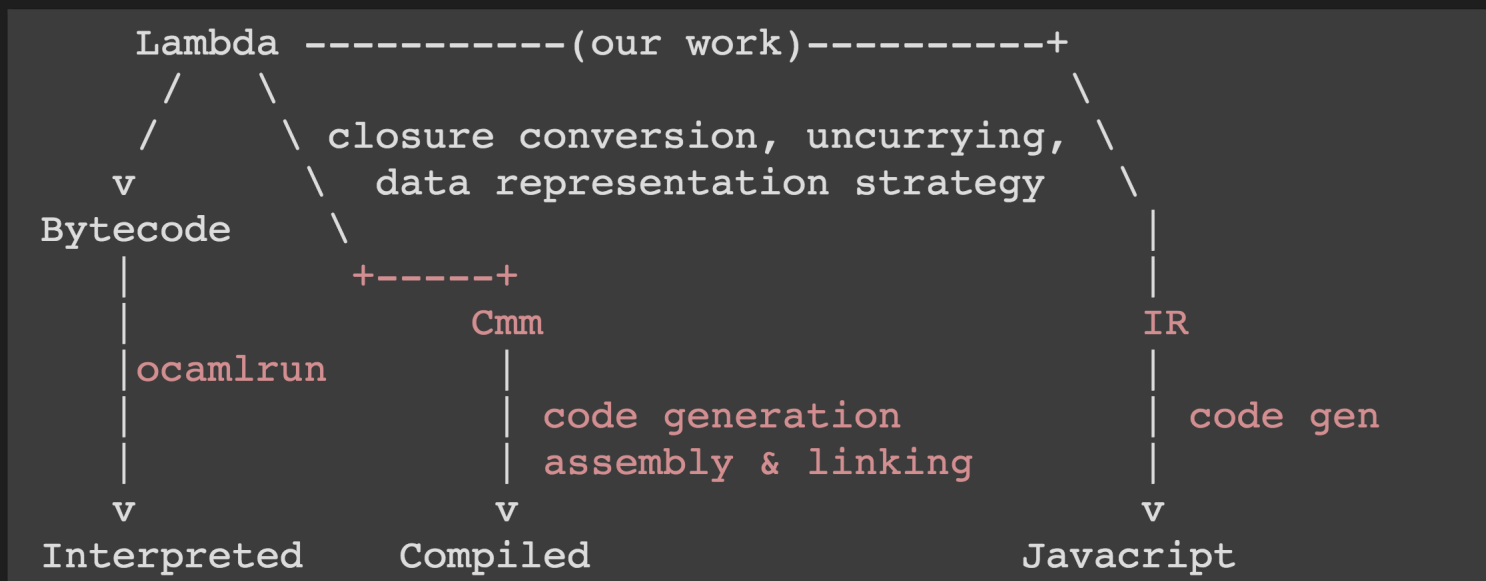 Lambda -----------(our work)----------+
closure conversion, uncurrying,
v data representation strategy
Bytecode
+-----+
Cmm IR
ocamlrun
code generation code gen
assembly & linking
v v v
Interpreted Compiled Javacript